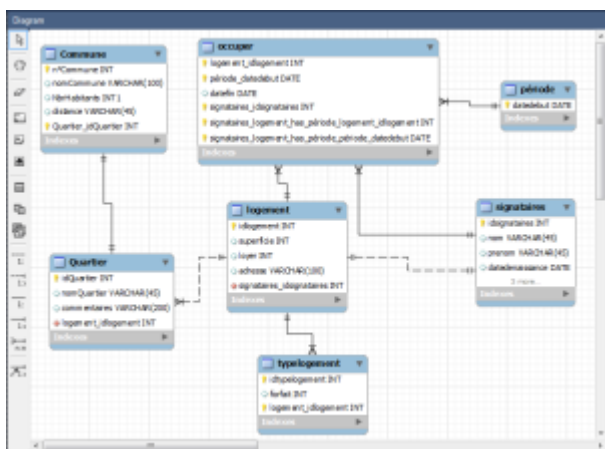 Diagram
Commune
n°Commune INT
nomCommune VARCHAR(100)
NbrHabitants INT
distance VARCHAR(45)
Quartier_idQuartier INT
Indexes
occuper
logement_idlogement INT
période_datedebut DATE
datefin DATE
signataires_idsignataires INT
signataires_logement_has_période_logement_idlogement INT
signataires_logement_has_période_période_datedebut DATE
Indexes
période
datedebut DATE
Indexes
logement
idlogement INT
superficie INT
loyer INT
adresse VARCHAR(100)
signataires_idsignataires INT
Indexes
signataires
idsignataires INT
nom VARCHAR(45)
prenom VARCHAR(45)
datedenaissance DATE
3 more...
Indexes
Quartier
idQuartier INT
nomQuartier VARCHAR(45)
commentaires VARCHAR(200)
logement_idlogement INT
Indexes
typelogement
idtypelogement INT
forfait INT
logement_idlogement INT
Indexes